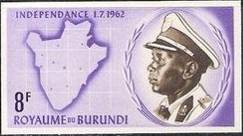 INDEPENDANCE 1.7.1962
8F
ROYAUME DU BURUNDI